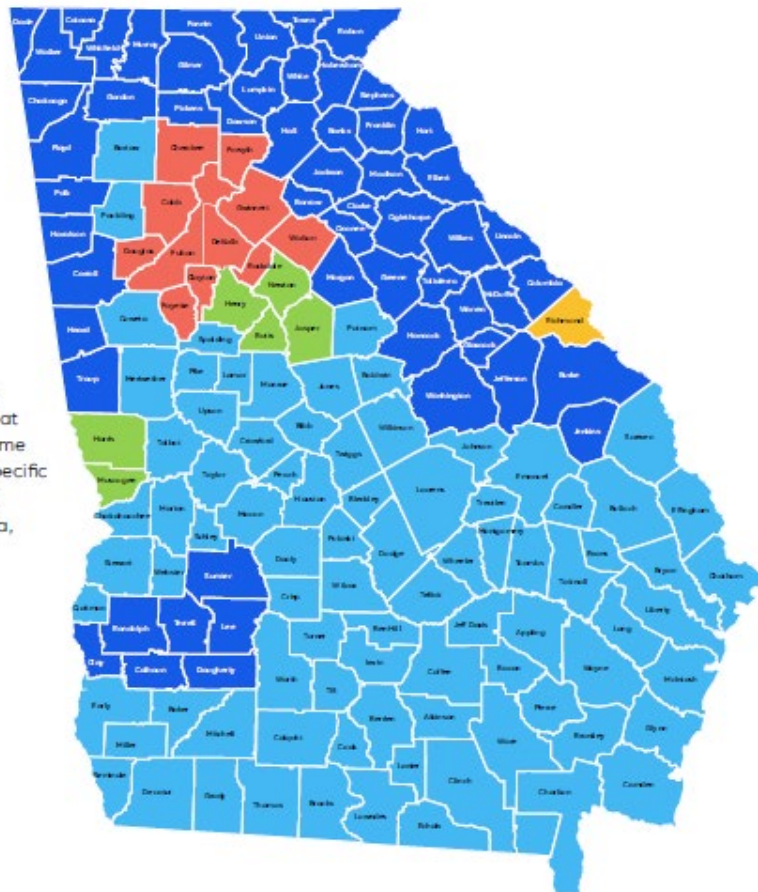 Dade Catoosa Fannin Towns Rabun
Walker Whitfield Murray Union
Gilmer White Habersham
Chattooga Gordon Pickens Lumpkin Stephens
Dawson Hall Banks Franklin Hart
Floyd Bartow Cherokee Forsyth
Jackson Madison Elbert
Polk Paulding Cobb Gwinnett Barrow Clarke
Oconee Oglethorpe Wilkes Lincoln
Haralson Douglas Fulton DeKalb Walton
Carroll Clayton Rockdale Newton Morgan Greene Taliaferro McDuffie Columbia
Heard Coweta Fayette Henry Butts Jasper Putnam Hancock Warren Richmond
Spalding Glascock
Troup Meriwether Pike Lamar Monroe Jones Baldwin Washington Jefferson Burke
at
me
ecific
a,
Upson
Harris Talbot Crawford Bibb Wilkinson Johnson Jenkins Screven
Twiggs Emanuel
Muscogee Taylor Peach Houston Bleckley Laurens Treutlen Candler Bulloch Effingham
Chattahoochee Marion Macon
Schley Pulaski Dodge Wheeler Montgomery Toombs Evans Bryan Chatham
Stewart Webster Sumter Dooly Tattnall
Crisp Wilcox Telfair Liberty
Quitman Randolph Terrell Lee Turner Ben Hill Jeff Davis Appling Long
Clay Calhoun Dougherty Worth Irwin Coffee Bacon Wayne McIntosh
Tift Pierce
Early Baker Berrien Atkinson
Miller Mitchell Colquitt Cook Ware Brantley Glynn
Lanier Clinch
Seminole Decatur Grady Thomas Brooks Lowndes Echols Charlton Camden